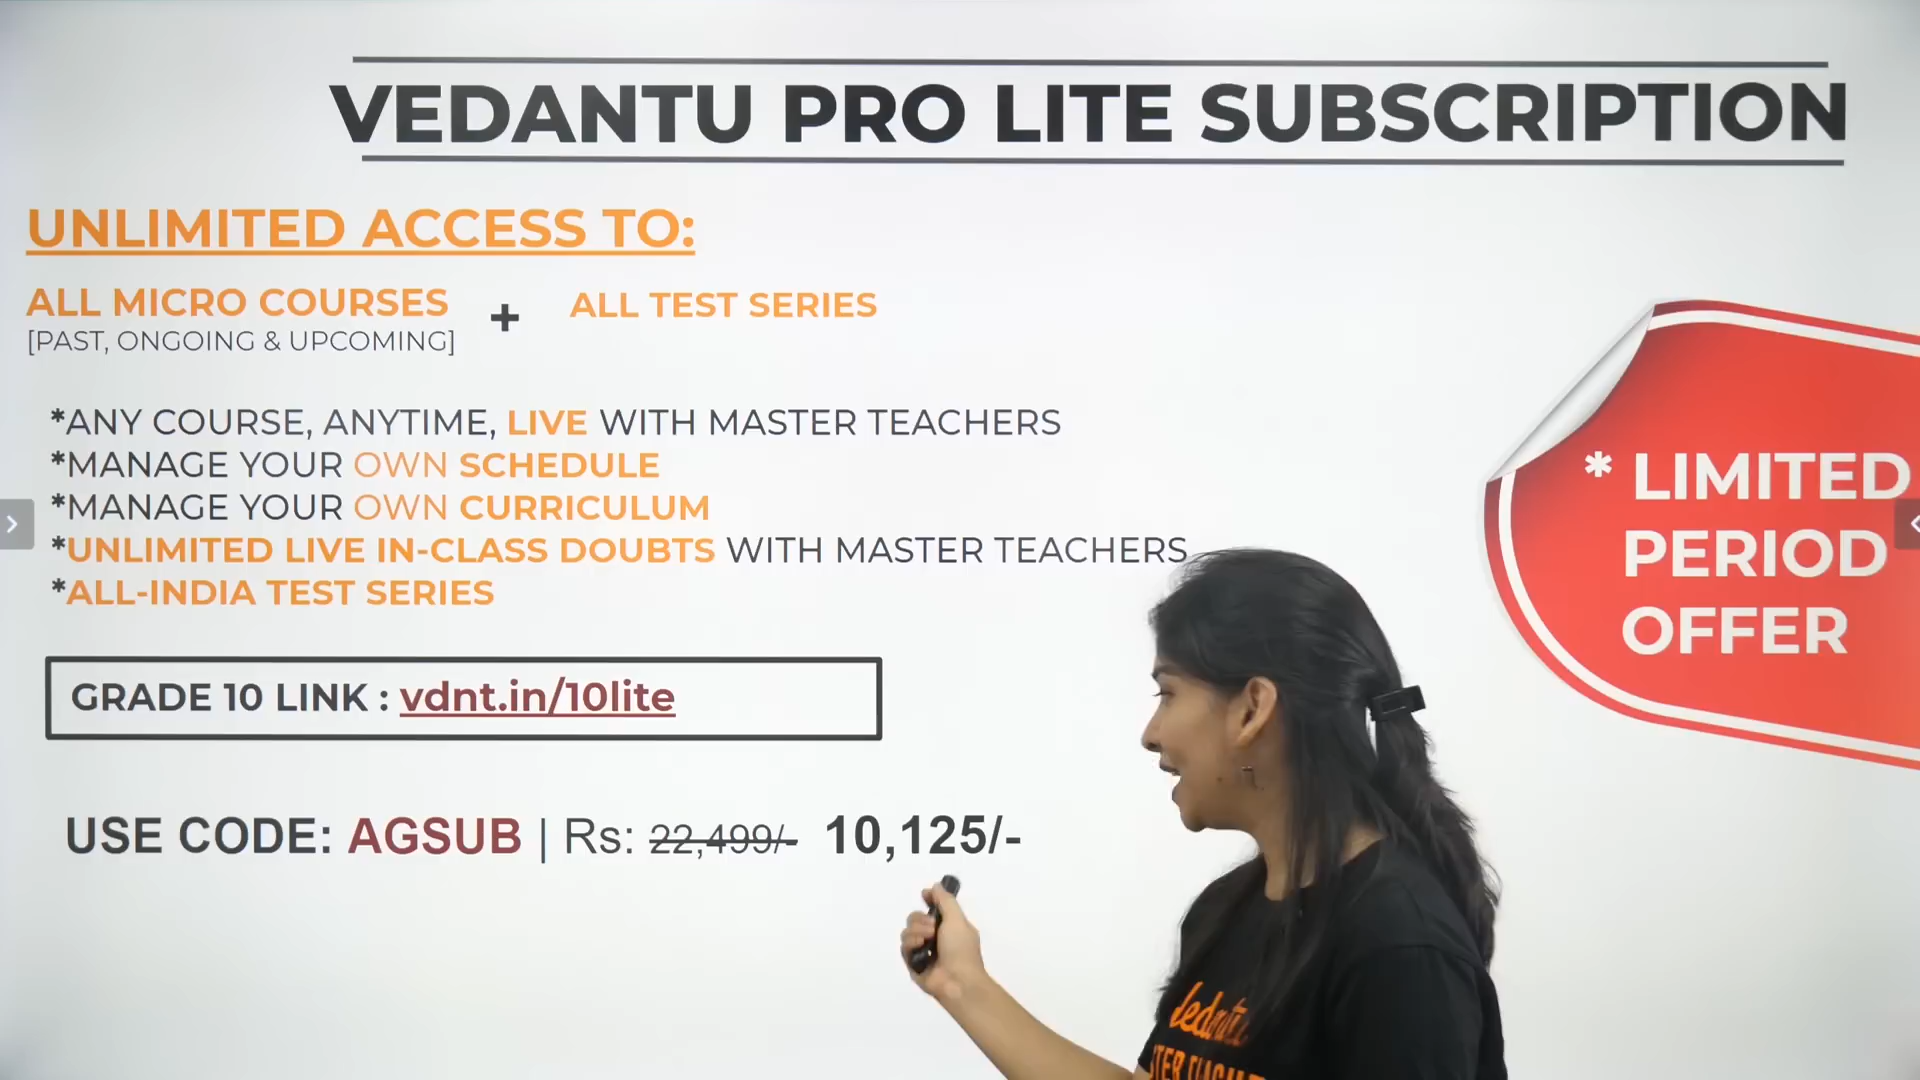 VEDANTU PRO LITE SUBSCRIPTION
UNLIMITED ACCESS TO:
ALL MICRO COURSES + ALL TEST SERIES
[PAST, ONGOING & UPCOMING]
*ANY COURSE, ANYTIME, LIVE WITH MASTER TEACHERS
*MANAGE YOUR OWN SCHEDULE
*MANAGE YOUR OWN CURRICULUM
*UNLIMITED LIVE IN-CLASS DOUBTS WITH MASTER TEACHERS
*ALL-INDIA TEST SERIES
* LIMITED
PERIOD
OFFER
GRADE 10 LINK : vdnt.in/10lite
USE CODE: AGSUB | Rs: 22,499/- 10,125/-
Vedantu